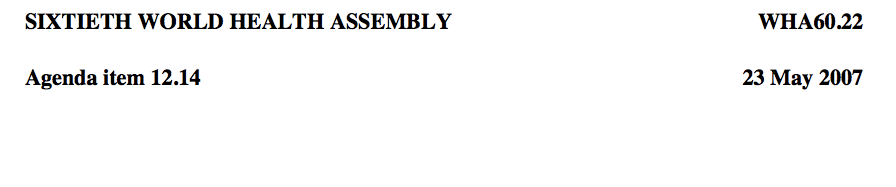 SIXTIETH WORLD HEALTH ASSEMBLY WHA60.22
Agenda item 12.14 23 May 2007